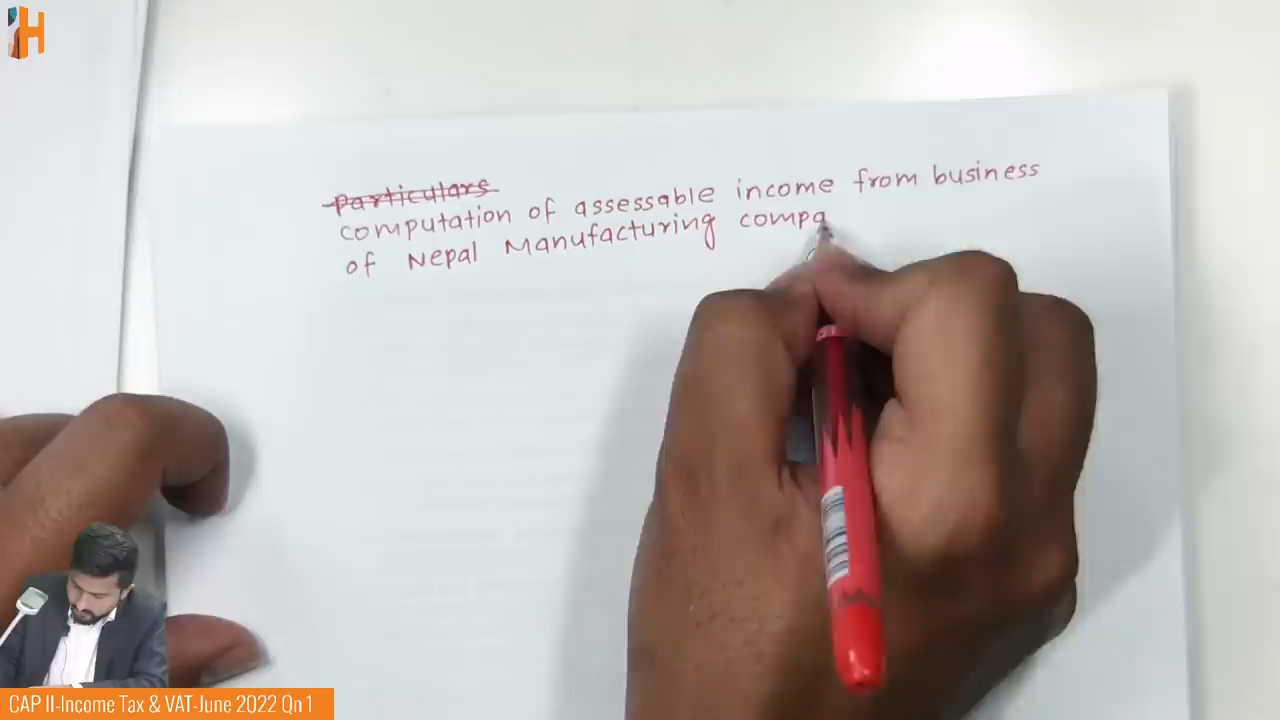 H
particulars
computation of assessable income from business
of Nepal Manufacturing compa
CAP II-Income Tax & VAT-June 2022 Qn 1